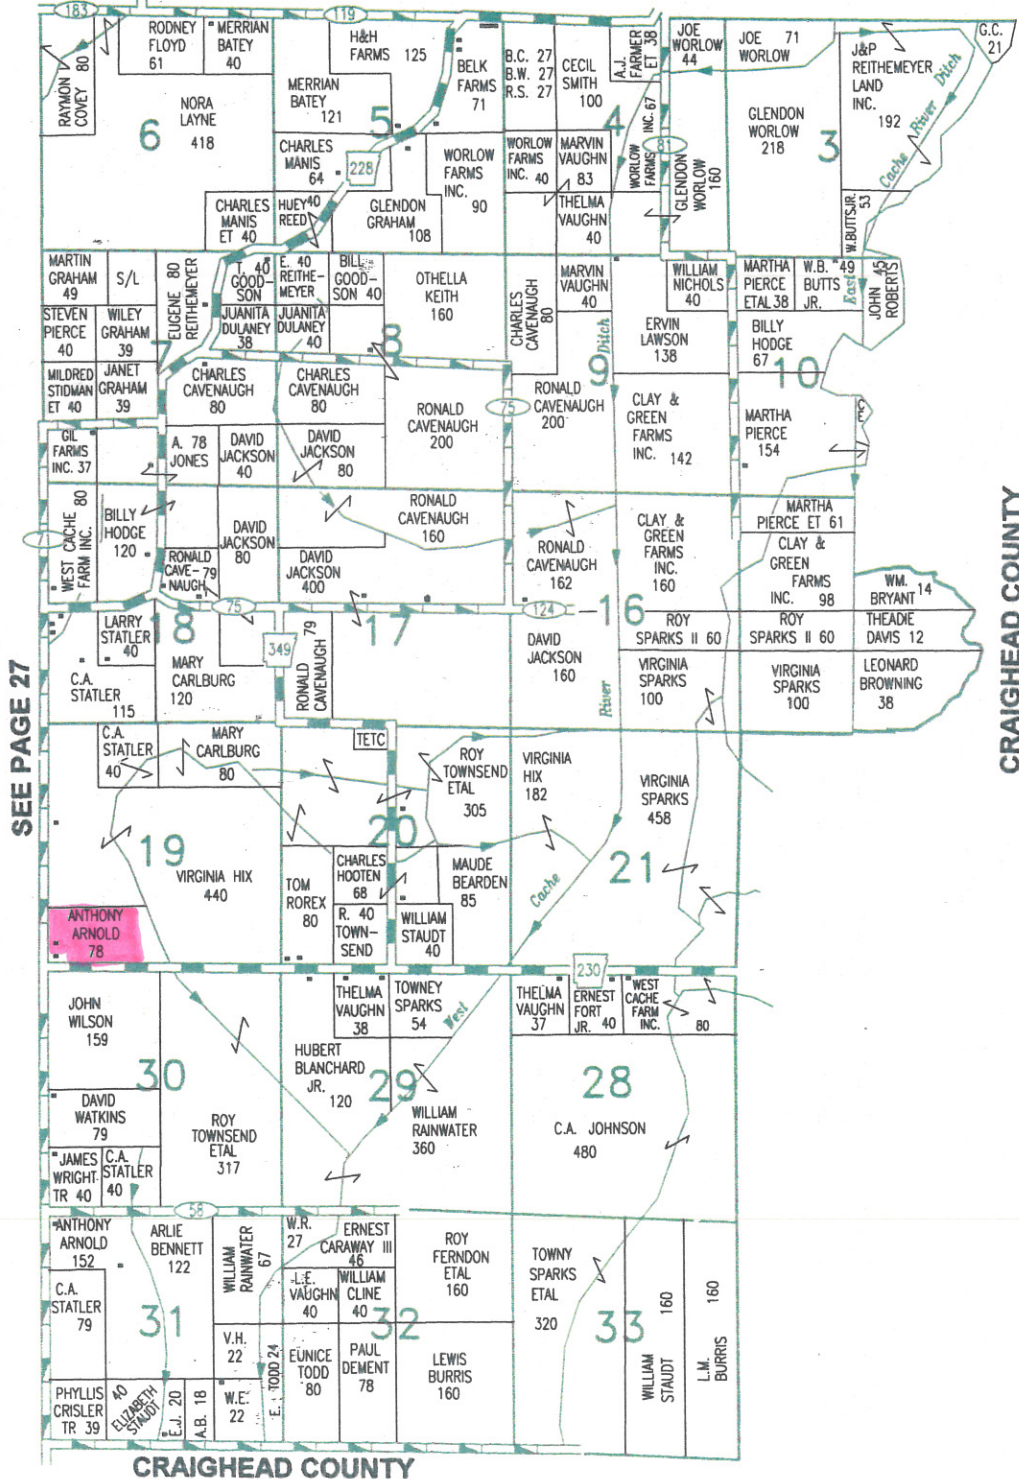 183
119
RODNEY
FLOYD
61
MERRIAN
BATEY
40
H&H
FARMS 125
BELK
FARMS
71
B.C. 27
B.W. 27
R.S. 27
CECIL
SMITH
100
A.J.
FARMER
ET 38
JOE
WORLOW
44
JOE 71
WORLOW
J&P
REITHEMEYER
LAND
INC.
192
G.C.
21
RAYMON
COVEY 80
NORA
LAYNE
418
6
MERRIAN
BATEY
121
5
4
WORLOW
FARMS INC. 67
81
GLENDON
WORLOW
218
3
Cache River Ditch
CHARLES
MANIS
64
228
WORLOW
FARMS
INC.
90
WORLOW
FARMS
INC. 40
MARVIN
VAUGHN
83
THELMA
VAUGHN
40
GLENDON
WORLOW
160
W.BUTTSJR.
53
CHARLES
MANIS
ET 40
HUEY 40
REED
GLENDON
GRAHAM
108
MARTIN
GRAHAM
49
S/L
EUGENE 80
REITHEMEYER
T. 40
GOOD-
SON
E. 40
REITHE-
MEYER
BILL
GOOD-
SON 40
OTHELLA
KEITH
160
CHARLES
CAVENAUGH
80
MARVIN
VAUGHN
40
WILLIAM
NICHOLS
40
MARTHA
PIERCE
ETAL 38
W.B. 49
BUTTS
JR.
East
JOHN 45
ROBERTS
STEVEN
PIERCE
40
WILEY
GRAHAM
39
JUANITA
DULANEY
38
JUANITA
DULANEY
40
7
8
9
Ditch
ERVIN
LAWSON
138
BILLY
HODGE
67
10
MILDRED
STIDMAN
ET 40
JANET
GRAHAM
39
CHARLES
CAVENAUGH
80
CHARLES
CAVENAUGH
80
RONALD
CAVENAUGH
200
75
RONALD
CAVENAUGH
200
CLAY &
GREEN
FARMS
INC. 142
MARTHA
PIERCE
154
GIL
FARMS
INC. 37
A. 78
JONES
DAVID
JACKSON
40
DAVID
JACKSON
80
WEST CACHE 80
FARM INC.
BILLY
HODGE
120
DAVID
JACKSON
80
RONALD
CAVENAUGH
160
RONALD
CAVE-
NAUGH 79
DAVID
JACKSON
400
RONALD
CAVENAUGH
162
CLAY &
GREEN
FARMS
INC.
160
MARTHA
PIERCE ET 61
CLAY &
GREEN
FARMS
INC. 98
WM.
BRYANT 14
75
124
16
LARRY
STATLER
40
18
349
17
RONALD 79
CAVENAUGH
DAVID
JACKSON
160
ROY
SPARKS II 60
ROY
SPARKS II 60
THEADIE
DAVIS 12
C.A.
STATLER
115
MARY
CARLBURG
120
River
VIRGINIA
SPARKS
100
VIRGINIA
SPARKS
100
LEONARD
BROWNING
38
C.A.
STATLER
40
MARY
CARLBURG
80
TETC
ROY
TOWNSEND
ETAL
305
VIRGINIA
HIX
182
VIRGINIA
SPARKS
458
19
VIRGINIA HIX
440
20
21
TOM
ROREX
80
CHARLES
HOOTEN
68
MAUDE
BEARDEN
85
Cache
ANTHONY
ARNOLD
78
R. 40
TOWN-
SEND
WILLIAM
STAUDT
40
230
JOHN
WILSON
159
THELMA
VAUGHN
38
TOWNEY
SPARKS
54
West
THELMA
VAUGHN
37
ERNEST
FORT
JR. 40
WEST
CACHE
FARM
INC.
80
30
HUBERT
BLANCHARD
JR.
120
29
28
DAVID
WATKINS
79
ROY
TOWNSEND
ETAL
317
WILLIAM
RAINWATER
360
C.A. JOHNSON
480
JAMES
WRIGHT
TR 40
C.A.
STATLER
40
58
ANTHONY
ARNOLD
152
ARLIE
BENNETT
122
WILLIAM
RAINWATER
67
W.R.
27
ERNEST
CARAWAY III
46
ROY
FERNDON
ETAL
160
TOWNY
SPARKS
ETAL
320
C.A.
STATLER
79
31
L.E.
VAUGHN
40
WILLIAM
CLINE
40
32
33
WILLIAM
STAUDT
160
L.M.
BURRIS
160
V.H.
22
E. TODD 24
EUNICE
TODD
80
PAUL
DEMENT
78
LEWIS
BURRIS
160
PHYLLIS
CRISLER
TR 39
40
ELIZABETH
STAUDT
E.J. 20
A.B. 18
W.E.
22
SEE PAGE 27
CRAIGHEAD COUNTY
CRAIGHEAD COUNTY